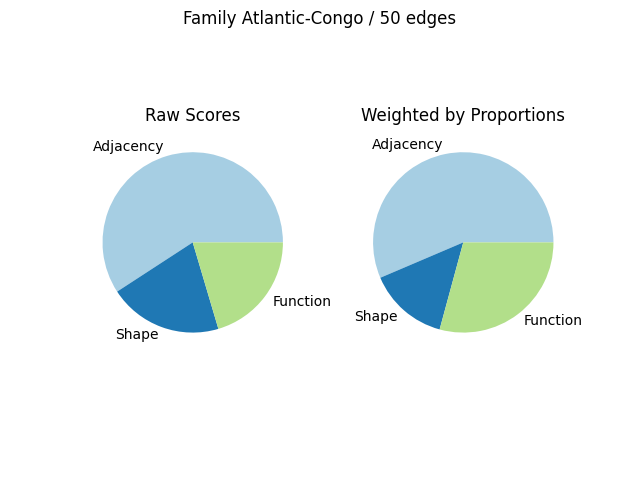 Family Atlantic-Congo / 50 edges
Raw Scores
Adjacency
Shape
Function
Weighted by Proportions
Adjacency
Shape
Function